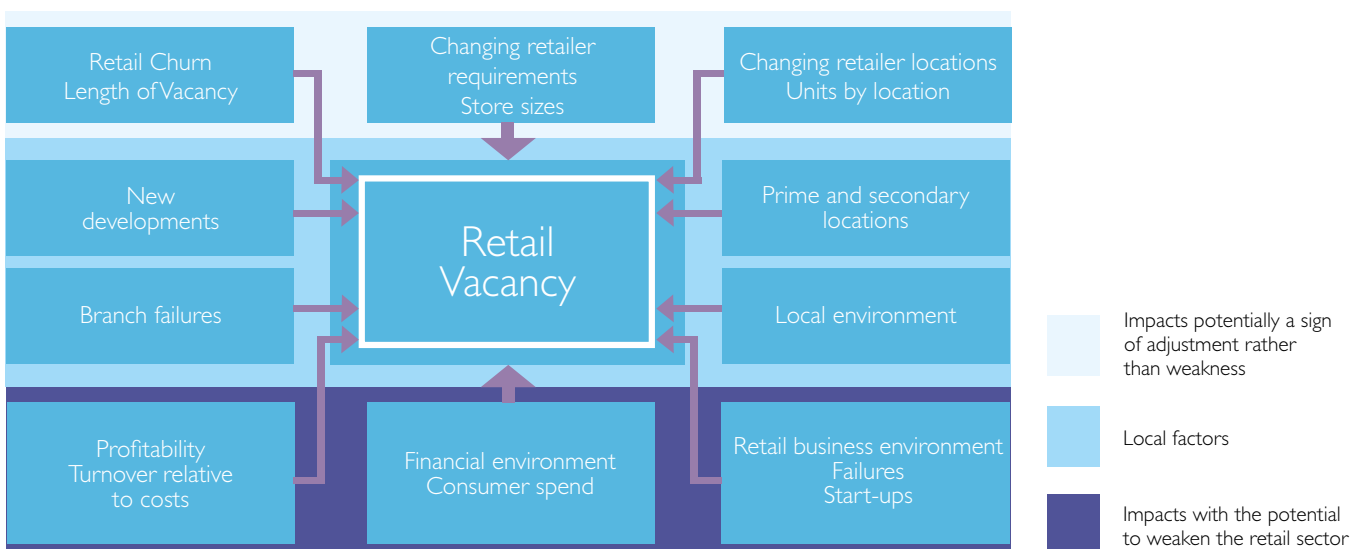 Retail Churn
Length of Vacancy
Changing retailer
requirements
Store sizes
Changing retailer locations
Units by location
New
developments
Retail
Vacancy
Prime and secondary
locations
Branch failures
Local environment
Profitability
Turnover relative
to costs
Financial environment
Consumer spend
Retail business environment
Failures
Start-ups
Impacts potentially a sign
of adjustment rather
than weakness
Local factors
Impacts with the potential
to weaken the retail sector